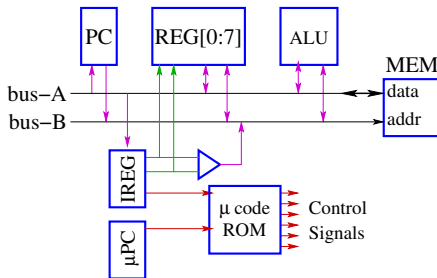 PC
REG[0:7]
ALU
MEM
bus−A
data
bus−B
addr
IREG
μ code
ROM
Control
Signals
μPC